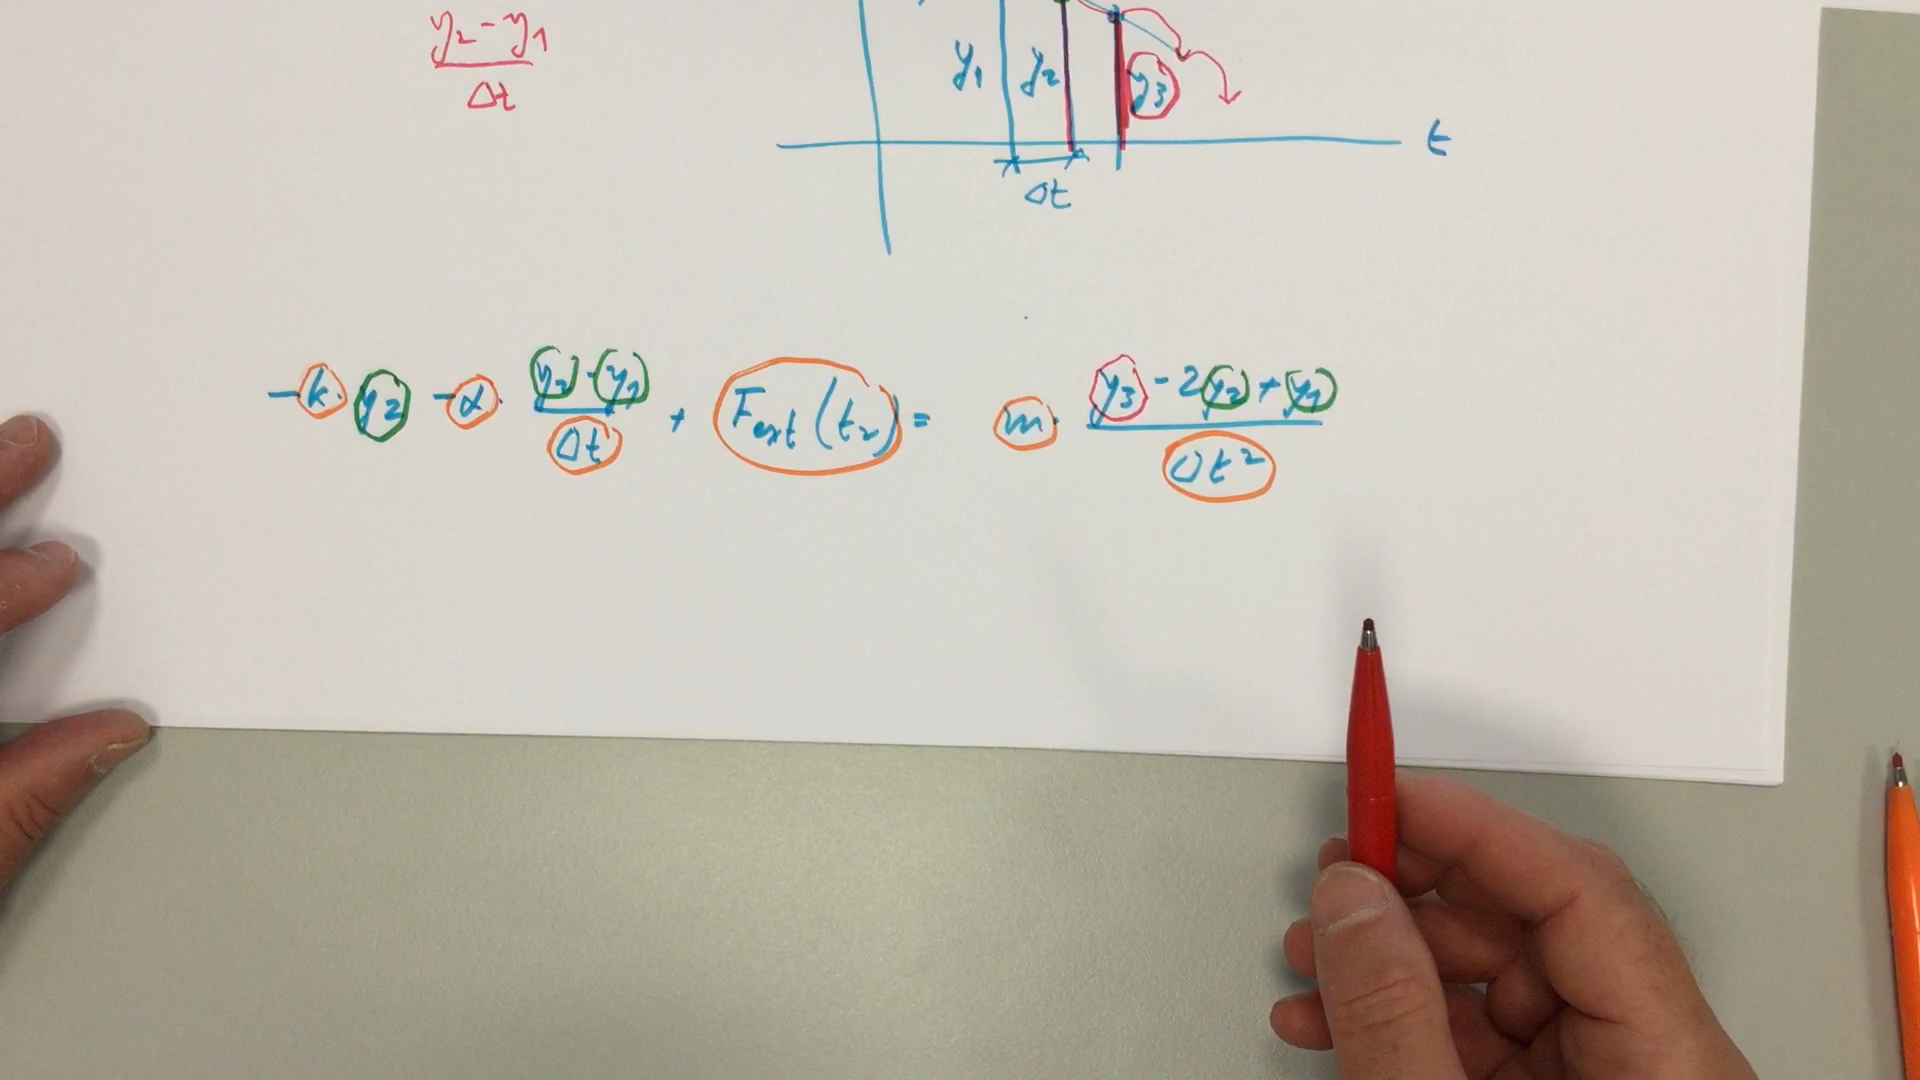 y₂ - y₁
Δt
y₁ y₂ y₃
t
Δt
-k· y₂ - α· (y₂ - y₁)/Δt + Fext(t₂) = m· (y₃ - 2y₂ + y₁)/Δt²